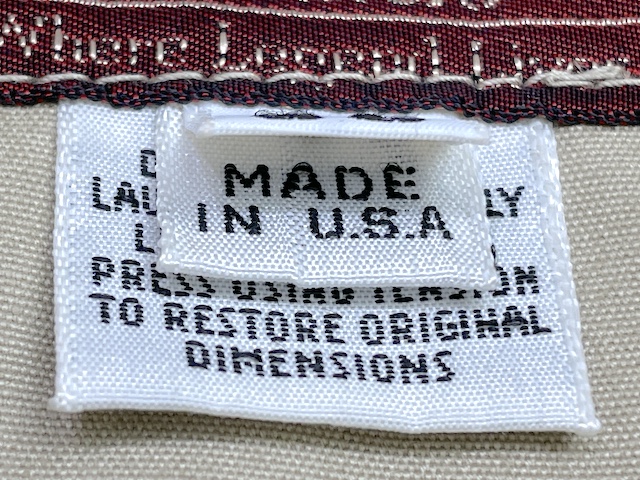 Where Legend Lives
MADE
IN U.S.A
PRESS USING TENSION
TO RESTORE ORIGINAL
DIMENSIONS